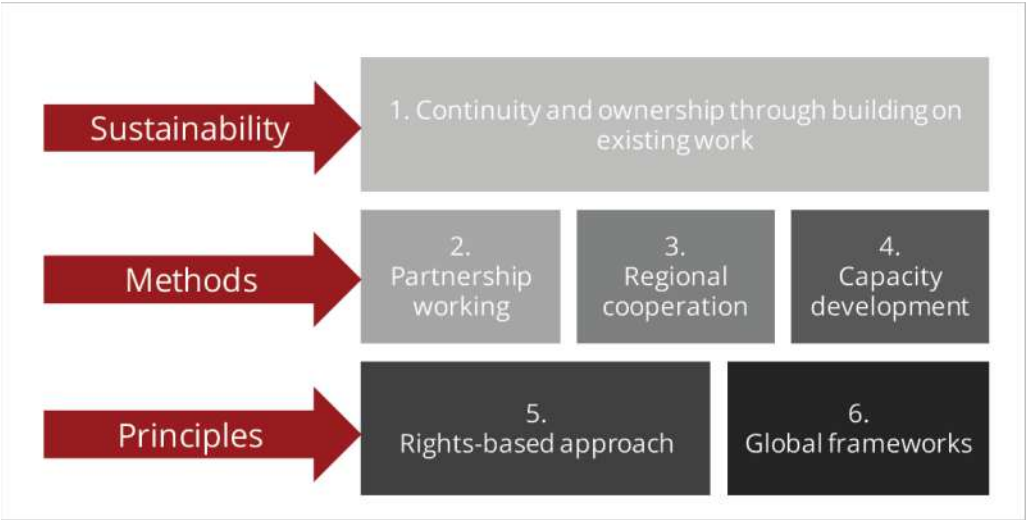 Sustainability
1. Continuity and ownership through building on
existing work
Methods
2.
Partnership
working
3.
Regional
cooperation
4.
Capacity
development
Principles
5.
Rights-based approach
6.
Global frameworks